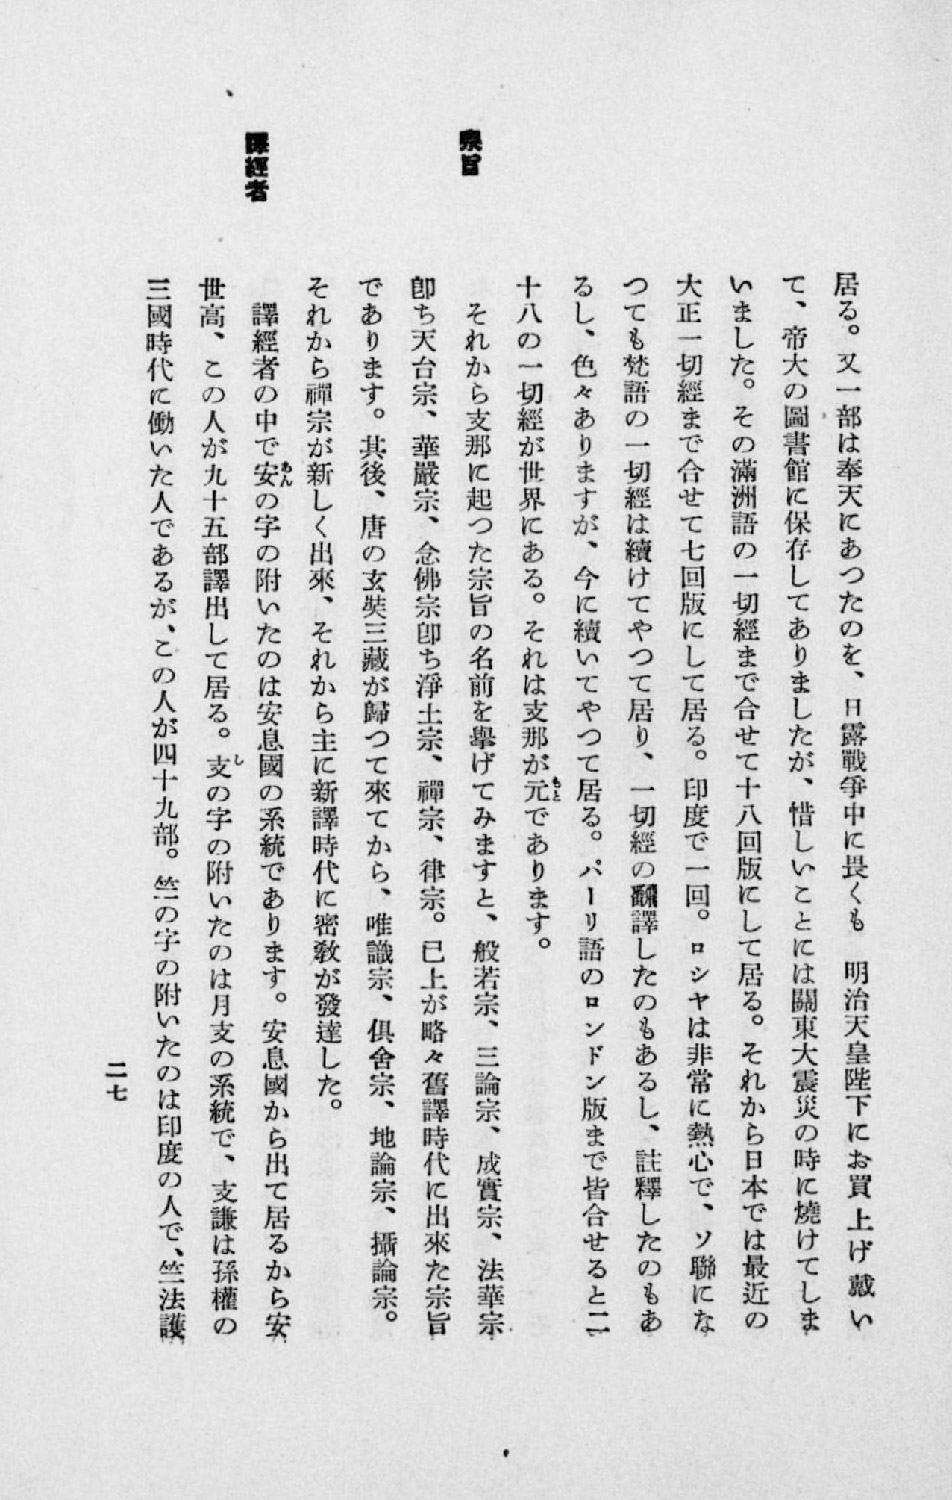 居る。又一部は奉天にあつたのを、日露戰爭中に畏くも　明治天皇陛下にお買上げ戴い
て、帝大の圖書館に保存してありましたが、惜しいことには關東大震災の時に燒けてしま
いました。その滿洲語の一切經まで合せて十八回版にして居る。それから日本では最近の
大正一切經まで合せて七回版にして居る。印度で一回。ロシヤは非常に熱心で、ソ聯にな
つても梵語の一切經は續けてやつて居り、一切經の飜譯したのもあるし、註釋したのもあ
るし、色々ありますが、今に續いてやつて居る。パーリ語のロンドン版まで皆合せると二
十八の一切經が世界にある。それは支那が元もとであります。
宗旨
それから支那に起つた宗旨の名前を擧げてみますと、般若宗、三論宗、成實宗、法華宗
卽ち天台宗、華嚴宗、念佛宗卽ち淨土宗、禪宗、律宗。已上が略々舊譯時代に出來た宗旨
であります。其後、唐の玄奘三藏が歸つて來てから、唯識宗、俱舍宗、地論宗、攝論宗。
それから禪宗が新しく出來、それから主に新譯時代に密敎が發達した。
譯經者
譯經者の中で安あんの字の附いたのは安息國の系統であります。安息國から出て居るから安
世高、この人が九十五部譯出して居る。支しの字の附いたのは月支の系統で、支謙は孫權の
三國時代に働いた人であるが、この人が四十九部。竺の字の附いたのは印度の人で、竺法護
二七